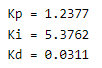 Kp = 1.2377
Ki = 5.3762
Kd = 0.0311